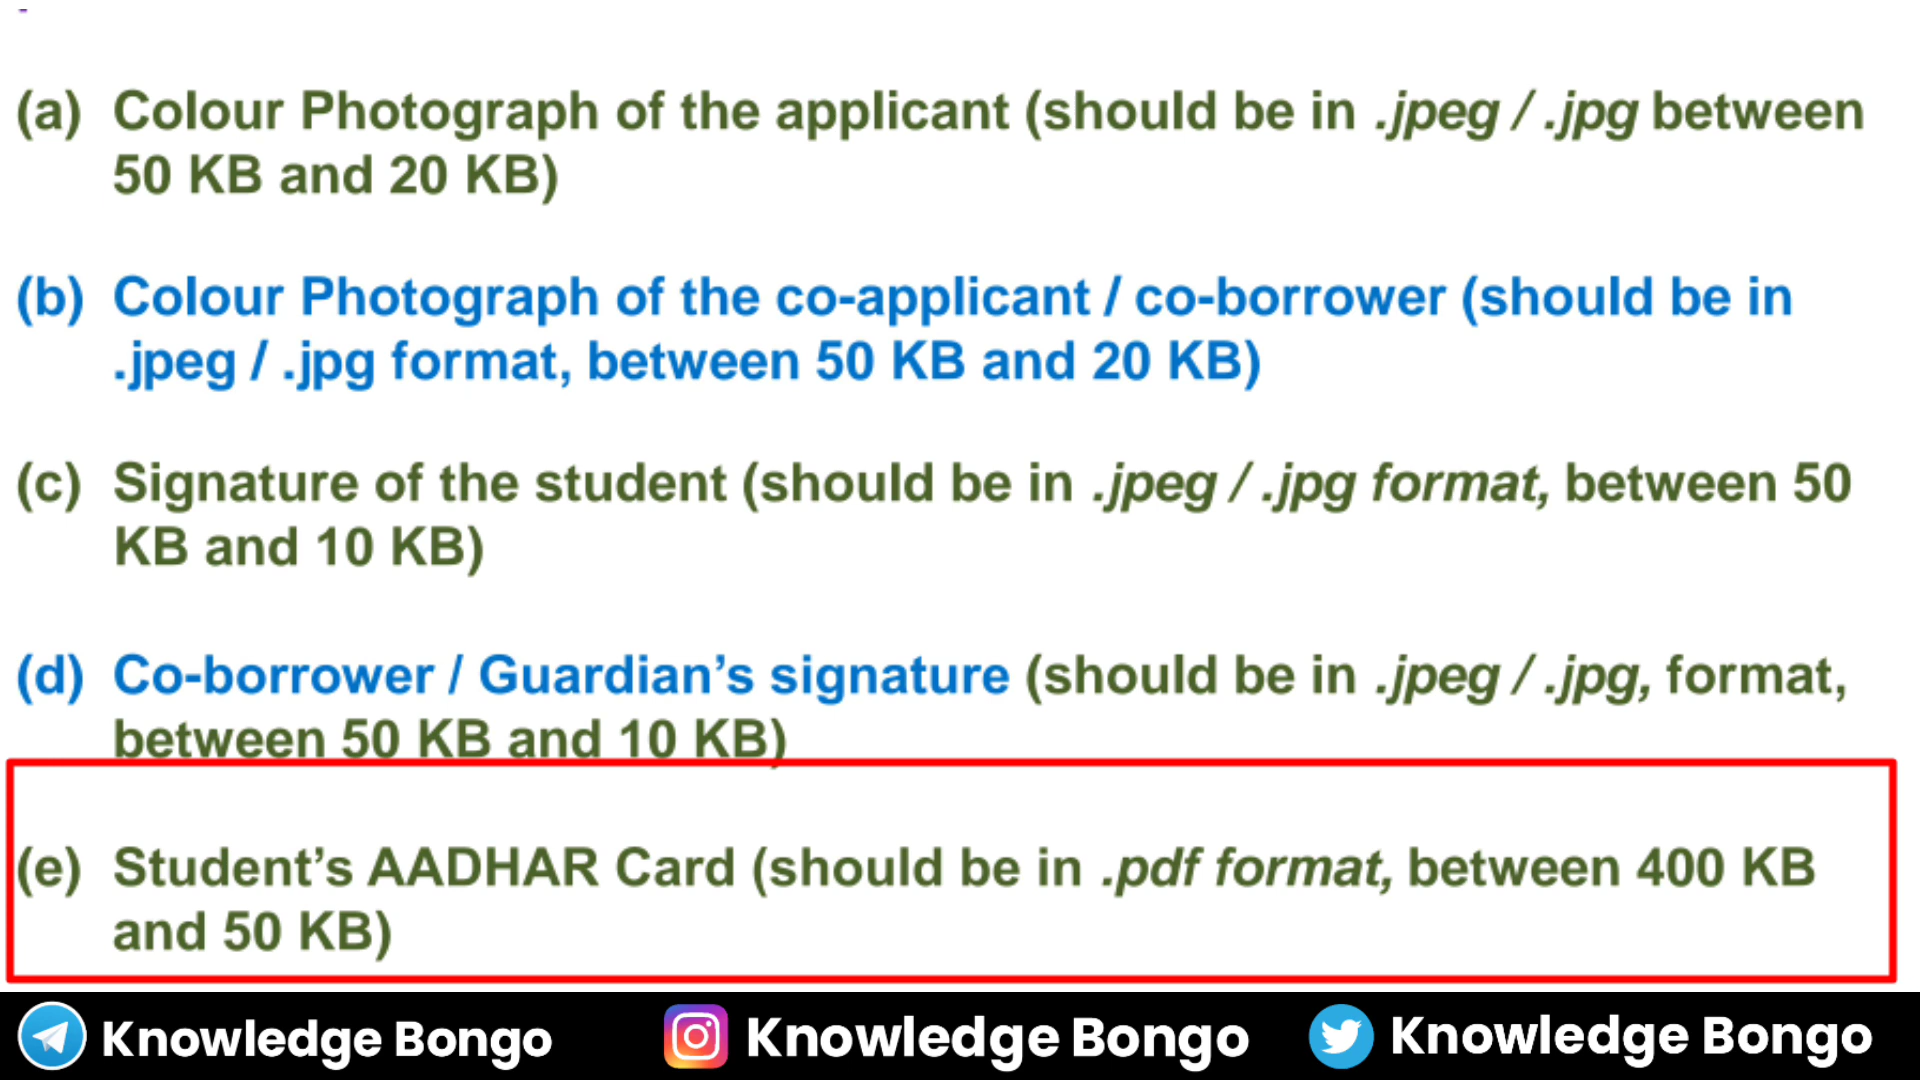 (a) Colour Photograph of the applicant (should be in .jpeg / .jpg between
50 KB and 20 KB)
(b) Colour Photograph of the co-applicant / co-borrower (should be in
.jpeg / .jpg format, between 50 KB and 20 KB)
(c) Signature of the student (should be in .jpeg / .jpg format, between 50
KB and 10 KB)
(d) Co-borrower / Guardian’s signature (should be in .jpeg / .jpg, format,
between 50 KB and 10 KB)
(e) Student’s AADHAR Card (should be in .pdf format, between 400 KB
and 50 KB)
Knowledge Bongo Knowledge Bongo Knowledge Bongo